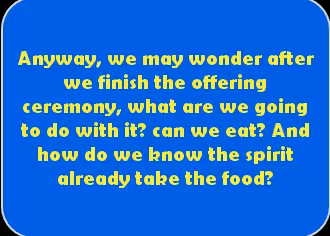 Anyway, we may wonder after
we finish the offering
ceremony, what are we going
to do with it? can we eat? And
how do we know the spirit
already take the food?